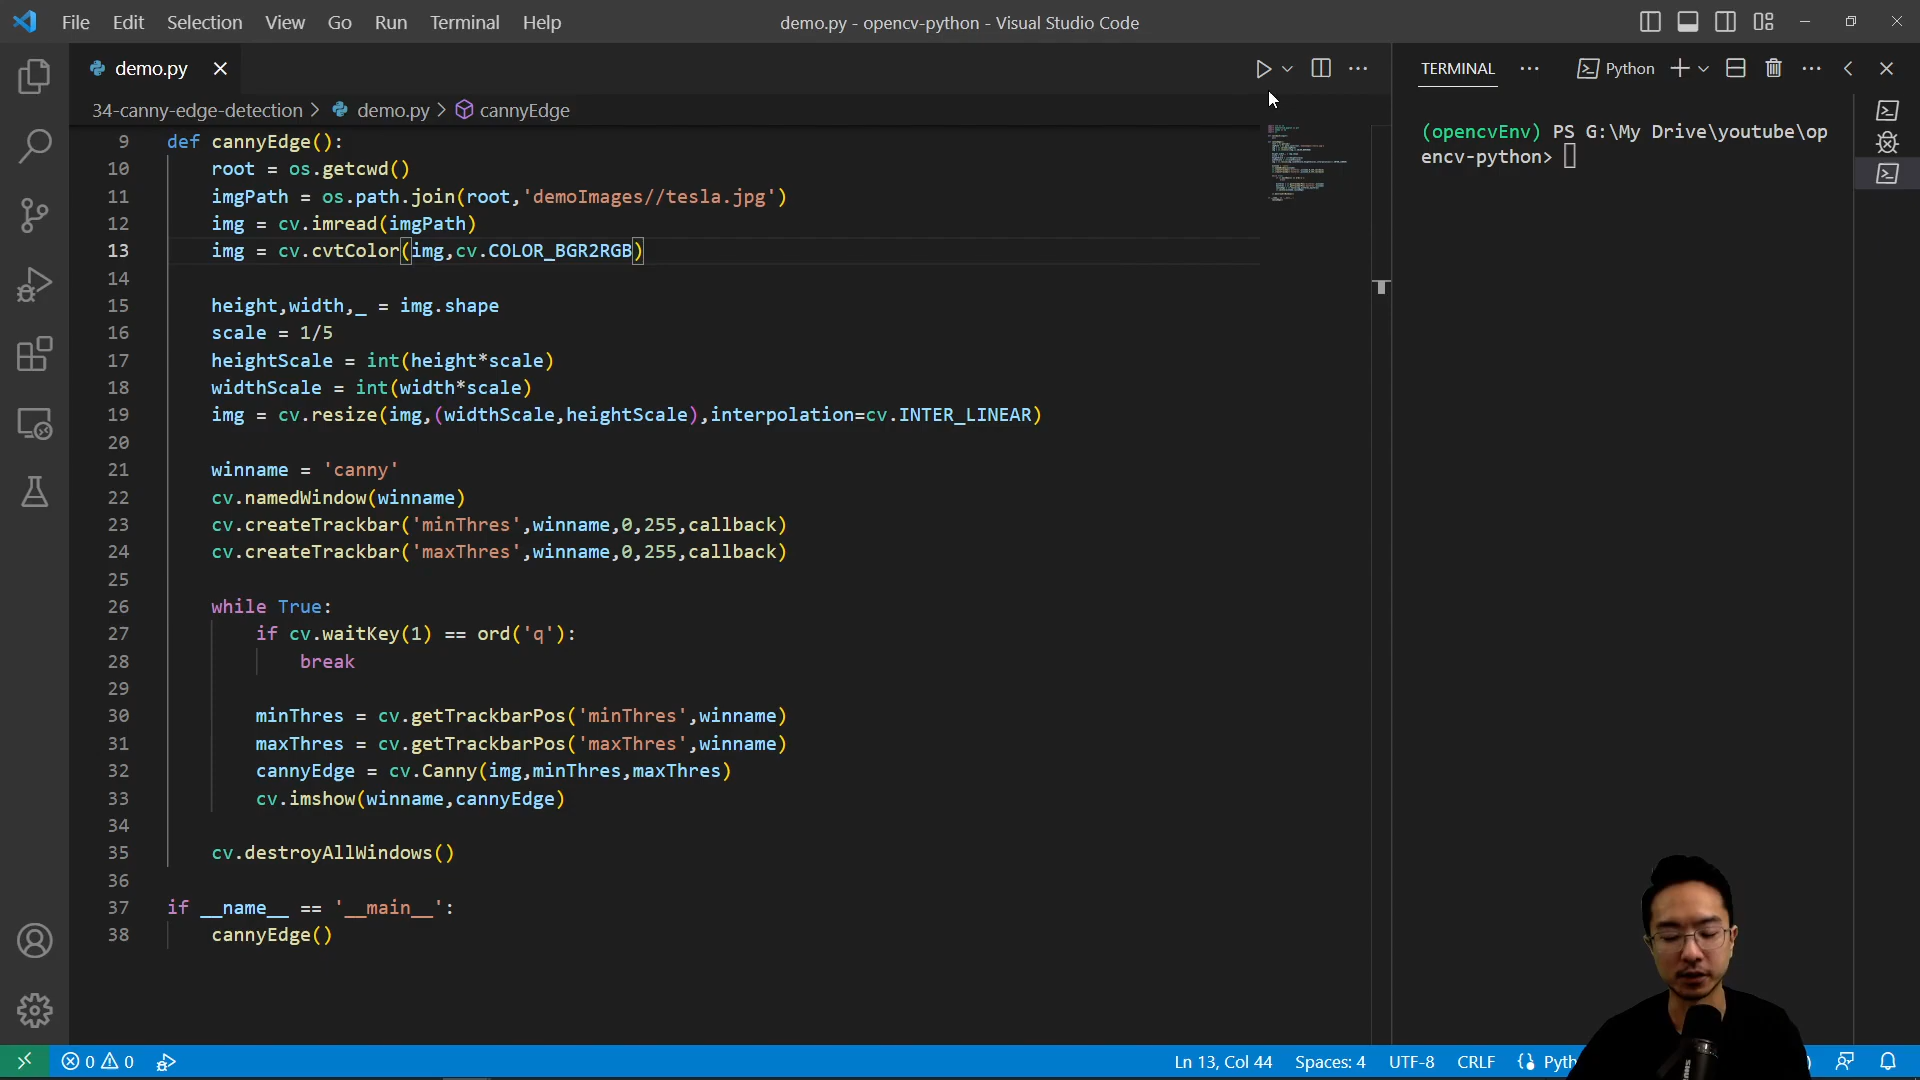 File Edit Selection View Go Run Terminal Help
demo.py - opencv-python - Visual Studio Code
demo.py
34-canny-edge-detection > demo.py > cannyEdge
9 def cannyEdge():
10 root = os.getcwd()
11 imgPath = os.path.join(root,'demoImages//tesla.jpg')
12 img = cv.imread(imgPath)
13 img = cv.cvtColor(img,cv.COLOR_BGR2RGB)
14
15 height,width,_ = img.shape
16 scale = 1/5
17 heightScale = int(height*scale)
18 widthScale = int(width*scale)
19 img = cv.resize(img,(widthScale,heightScale),interpolation=cv.INTER_LINEAR)
20
21 winname = 'canny'
22 cv.namedWindow(winname)
23 cv.createTrackbar('minThres',winname,0,255,callback)
24 cv.createTrackbar('maxThres',winname,0,255,callback)
25
26 while True:
27 if cv.waitKey(1) == ord('q'):
28 break
29
30 minThres = cv.getTrackbarPos('minThres',winname)
31 maxThres = cv.getTrackbarPos('maxThres',winname)
32 cannyEdge = cv.Canny(img,minThres,maxThres)
33 cv.imshow(winname,cannyEdge)
34
35 cv.destroyAllWindows()
36
37 if __name__ == '__main__':
38 cannyEdge()
TERMINAL
Python
(opencvEnv) PS G:\My Drive\youtube\op
encv-python>
0 0
Ln 13, Col 44 Spaces: 4 UTF-8 CRLF